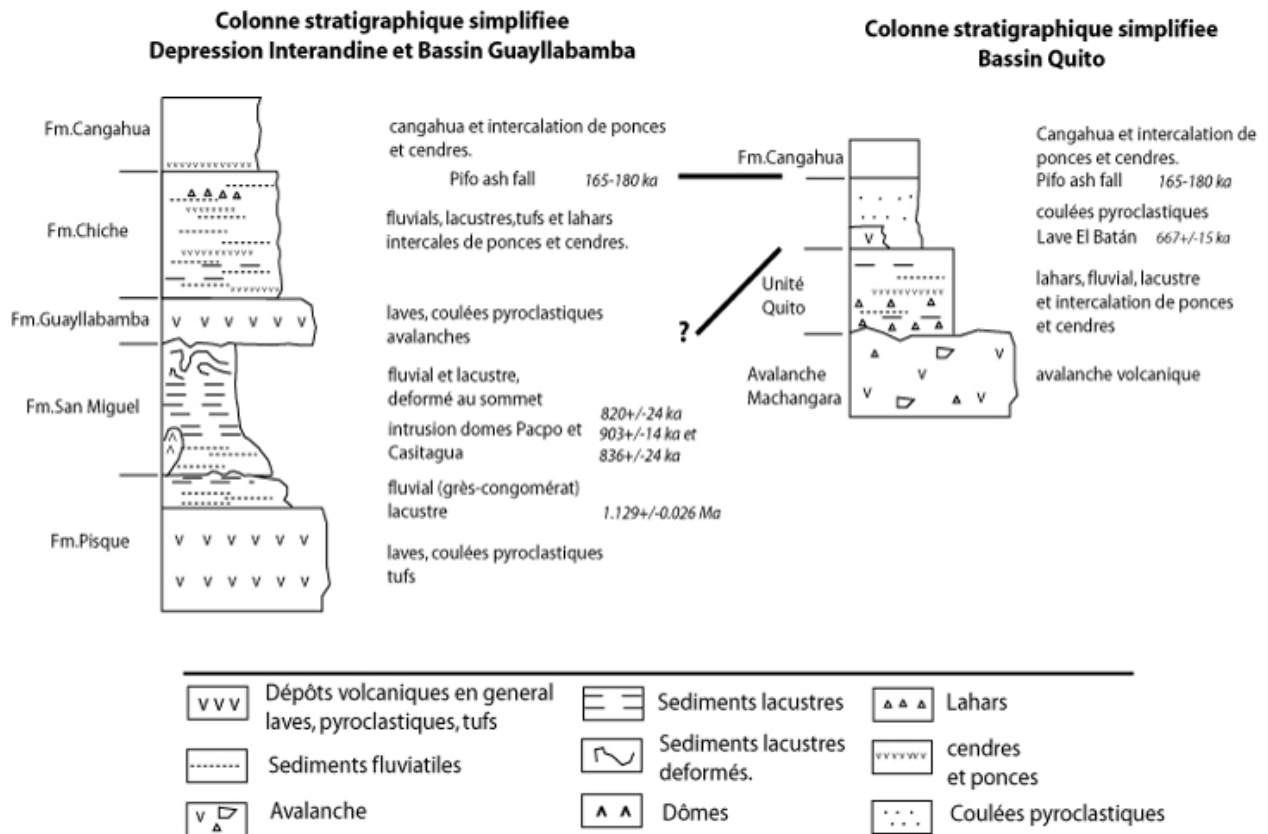 Colonne stratigraphique simplifiee
Depression Interandine et Bassin Guayllabamba
Fm.Cangahua
cangahua et intercalation de ponces
et cendres.
Pifo ash fall 165-180 ka
Fm.Chiche
fluvials, lacustres,tufs et lahars
intercales de ponces et cendres.
Fm.Guayllabamba
laves, coulées pyroclastiques
avalanches
?
Fm.San Miguel
fluvial et lacustre,
deformé au sommet
820+/-24 ka
intrusion domes Pacpo et
Casitagua
903+/-14 ka et
836+/-24 ka
fluvial (grès-congomérat)
lacustre
1.129+/-0.026 Ma
Fm.Pisque
laves, coulées pyroclastiques
tufs
Colonne stratigraphique simplifiee
Bassin Quito
Fm.Cangahua
Cangahua et intercalation de
ponces et cendres.
Pifo ash fall 165-180 ka
coulées pyroclastiques
Lave El Batán 667+/-15 ka
Unité
Quito
lahars, fluvial, lacustre
et intercalation de ponces
et cendres
Avalanche
Machangara
avalanche volcanique
Dépôts volcaniques en general
laves, pyroclastiques, tufs
Sediments fluviatiles
Avalanche
Sediments lacustres
Sediments lacustres
deformés.
Dômes
Lahars
cendres
et ponces
Coulées pyroclastiques